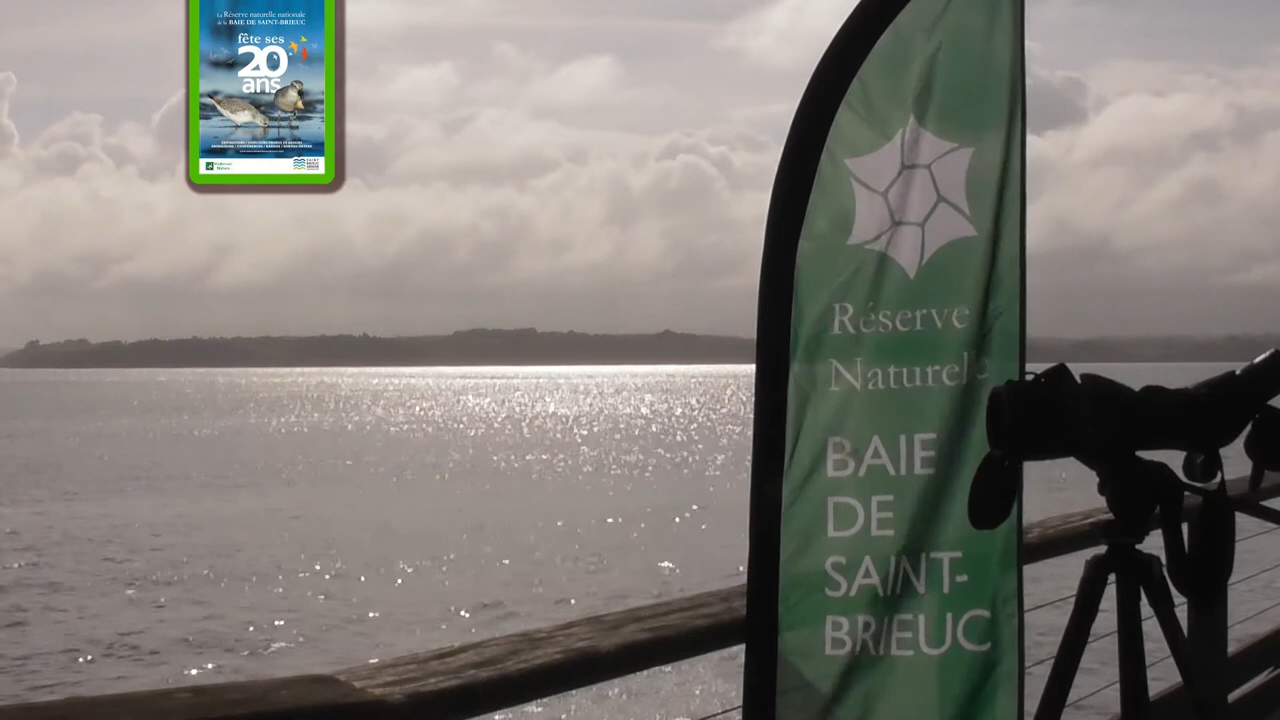 La Réserve naturelle nationale
de la BAIE DE SAINT-BRIEUC
fête ses
20
ans
Réserve
Naturelle
BAIE
DE
SAINT-
BRIEUC